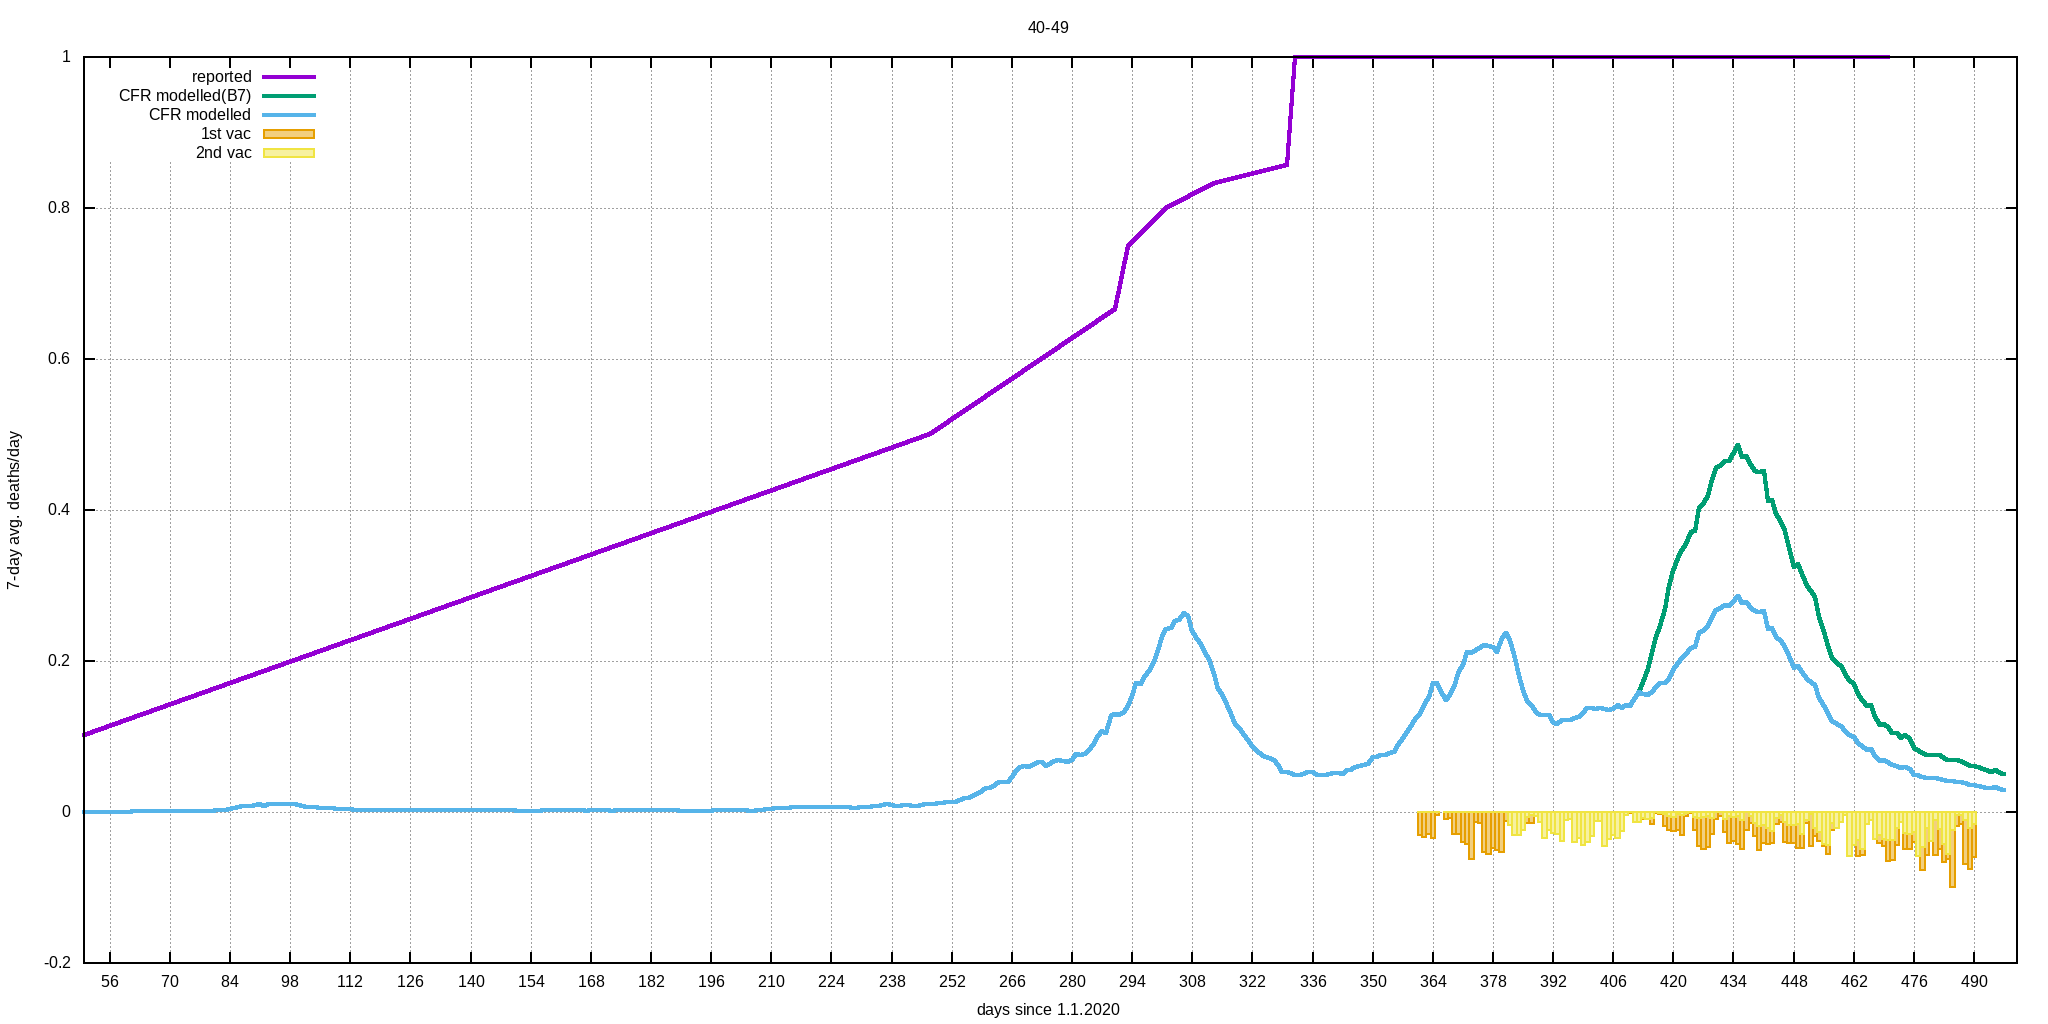 40-49
1
reported
CFR modelled(B7)
CFR modelled
1st vac
2nd vac
0.8
0.6
0.4
0.2
0
-0.2
7-day avg. deaths/day
56 70 84 98 112 126 140 154 168 182 196 210 224 238 252 266 280 294 308 322 336 350 364 378 392 406 420 434 448 462 476 490
days since 1.1.2020